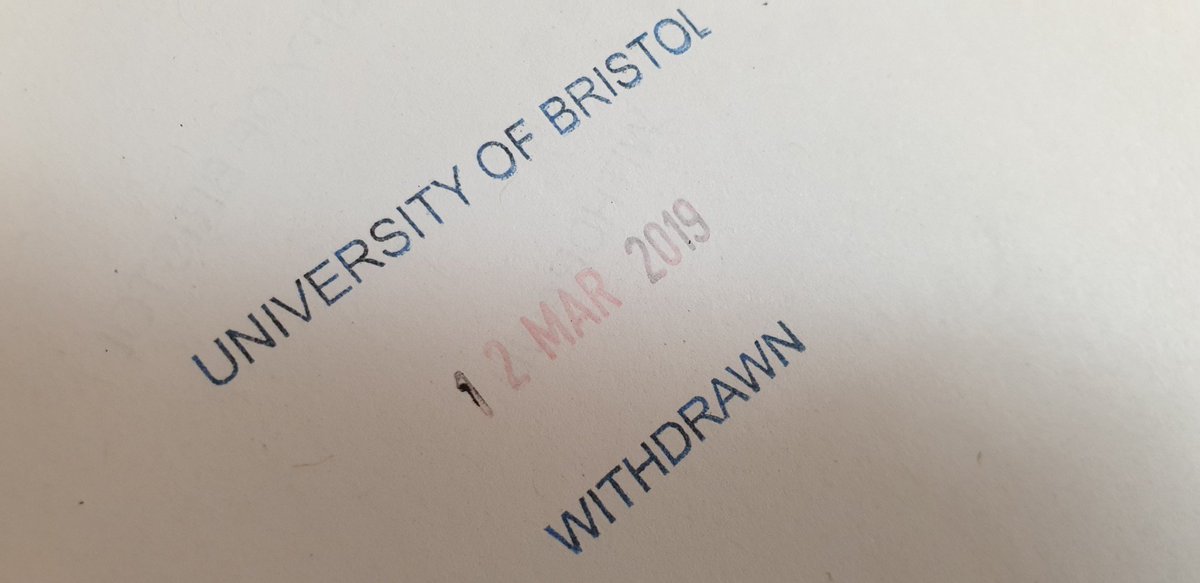 UNIVERSITY OF BRISTOL
12 MAR 2019
WITHDRAWN